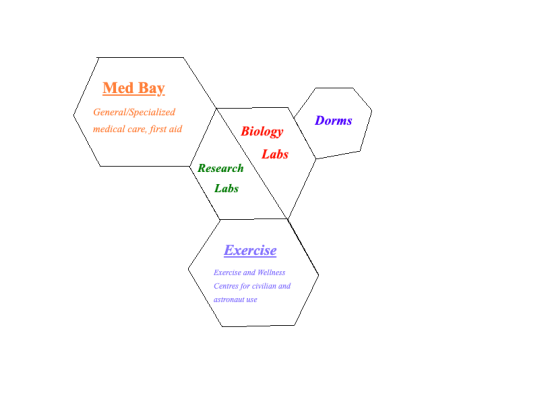 Med Bay
General/Specialized
medical care, first aid
Biology
Labs
Dorms
Research
Labs
Exercise
Exercise and Wellness
Centres for civilian and
astronaut use